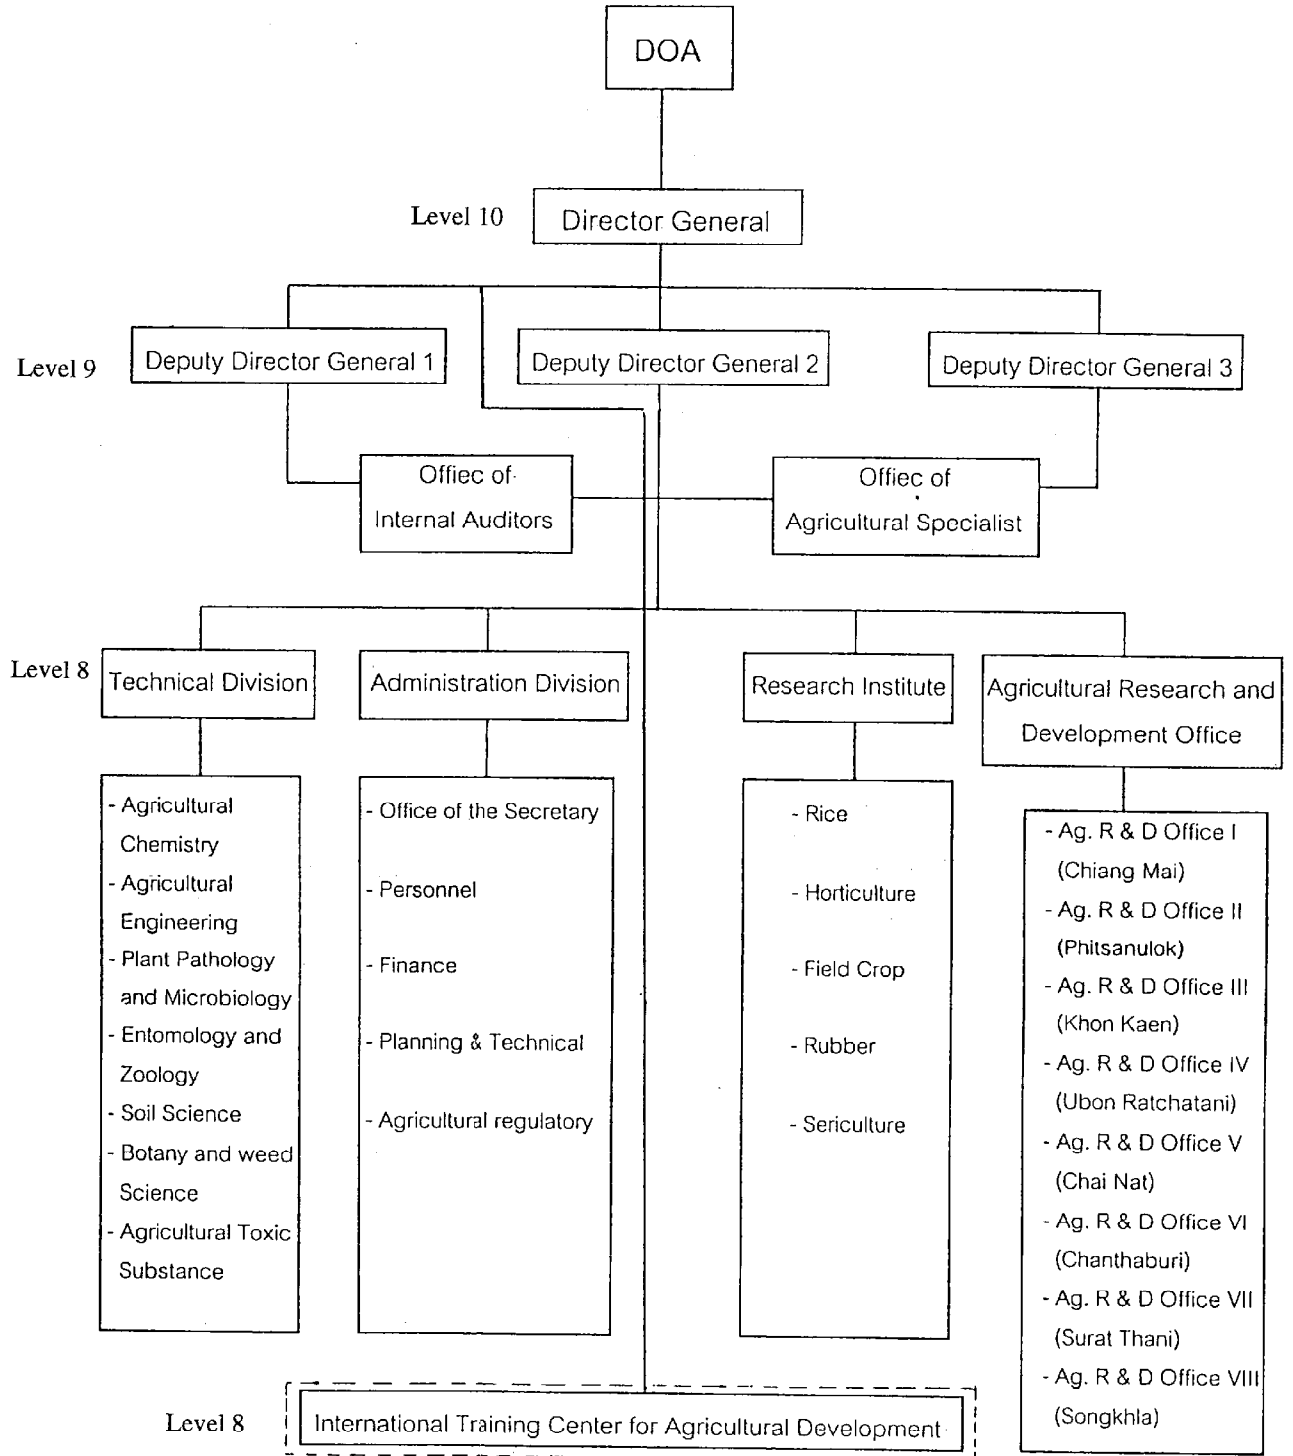 DOA
Level 10
Director General
Level 9
Deputy Director General 1
Deputy Director General 2
Deputy Director General 3
Offiec of
Internal Auditors
Offiec of
Agricultural Specialist
Level 8
Technical Division
Administration Division
Research Institute
Agricultural Research and
Development Office
- Agricultural
Chemistry
- Agricultural
Engineering
- Plant Pathology
and Microbiology
- Entomology and
Zoology
- Soil Science
- Botany and weed
Science
- Agricultural Toxic
Substance
- Office of the Secretary
- Personnel
- Finance
- Planning & Technical
- Agricultural regulatory
- Rice
- Horticulture
- Field Crop
- Rubber
- Sericulture
- Ag. R & D Office I
(Chiang Mai)
- Ag. R & D Office II
(Phitsanulok)
- Ag. R & D Office III
(Khon Kaen)
- Ag. R & D Office IV
(Ubon Ratchatani)
- Ag. R & D Office V
(Chai Nat)
- Ag. R & D Office VI
(Chanthaburi)
- Ag. R & D Office VII
(Surat Thani)
- Ag. R & D Office VIII
(Songkhla)
Level 8
International Training Center for Agricultural Development